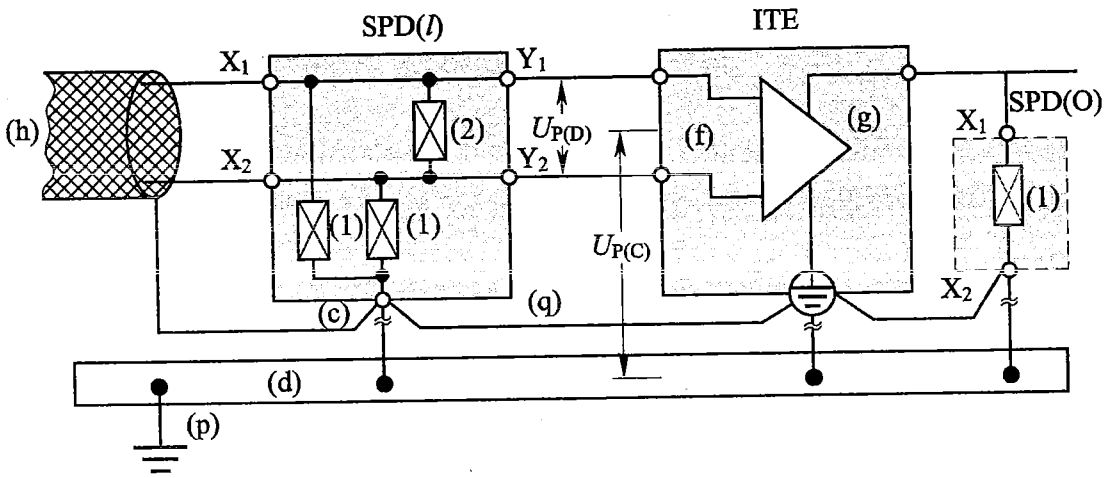 SPD(l)
ITE
X1
Y1
(h)
(2)
UP(D)
(f)
(g)
SPD(O)
X1
X2
Y2
(1)
(1)
(1)
UP(C)
X2
(c)
(q)
(d)
(p)